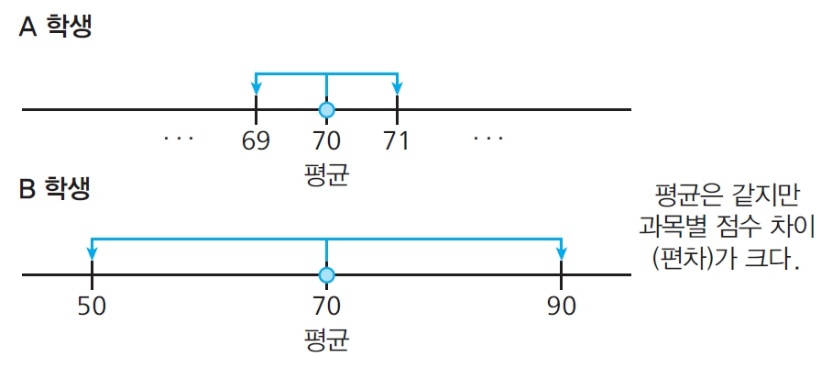 A 학생
··· 69 70 71 ···
평균
B 학생
평균은 같지만
과목별 점수 차이
(편차)가 크다.
50 70 90
평균